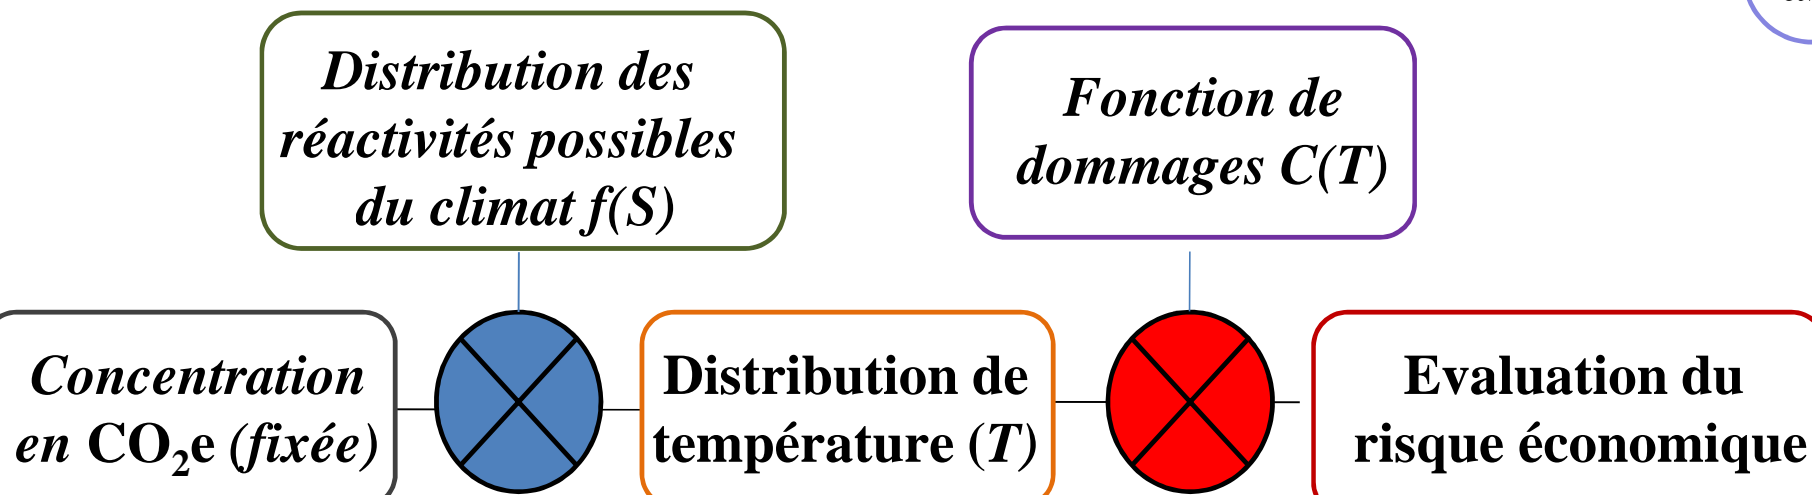 Distribution des
réactivités possibles
du climat f(S)
Fonction de
dommages C(T)
Concentration
en CO₂e (fixée)
Distribution de
température (T)
Evaluation du
risque économique